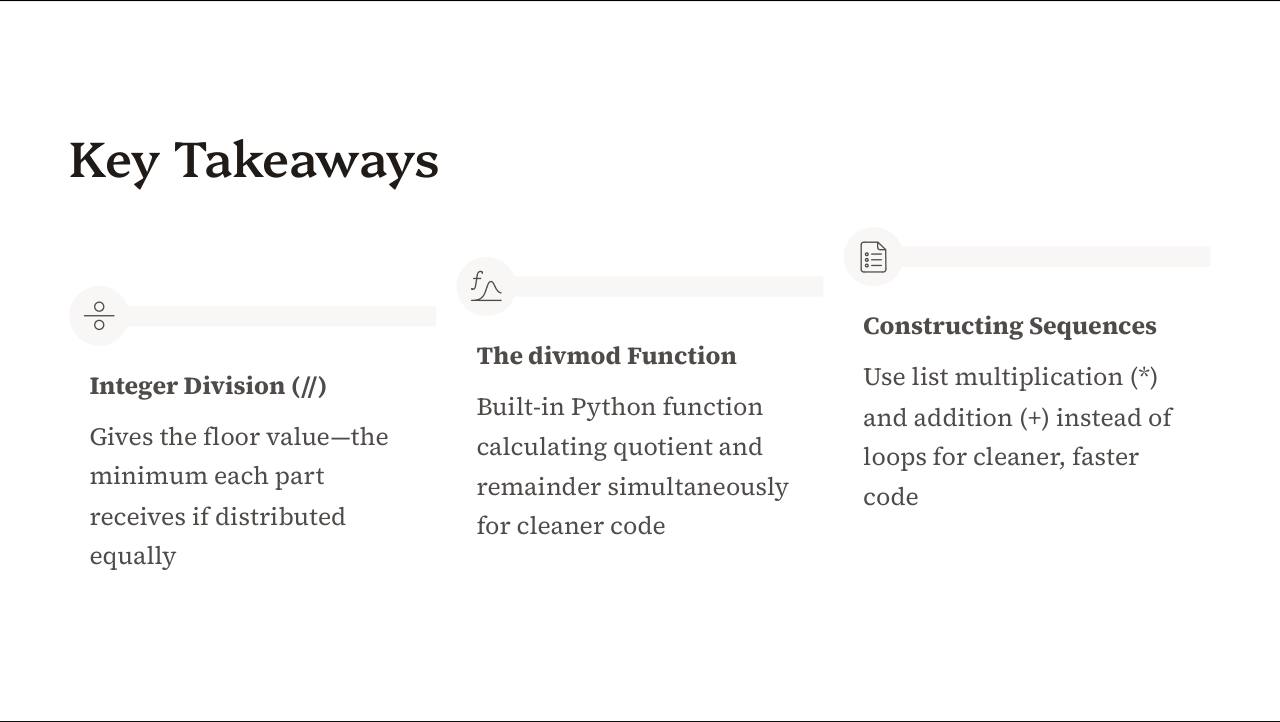 Key Takeaways
Integer Division (//)
Gives the floor value—the
minimum each part
receives if distributed
equally
The divmod Function
Built-in Python function
calculating quotient and
remainder simultaneously
for cleaner code
Constructing Sequences
Use list multiplication (*)
and addition (+) instead of
loops for cleaner, faster
code